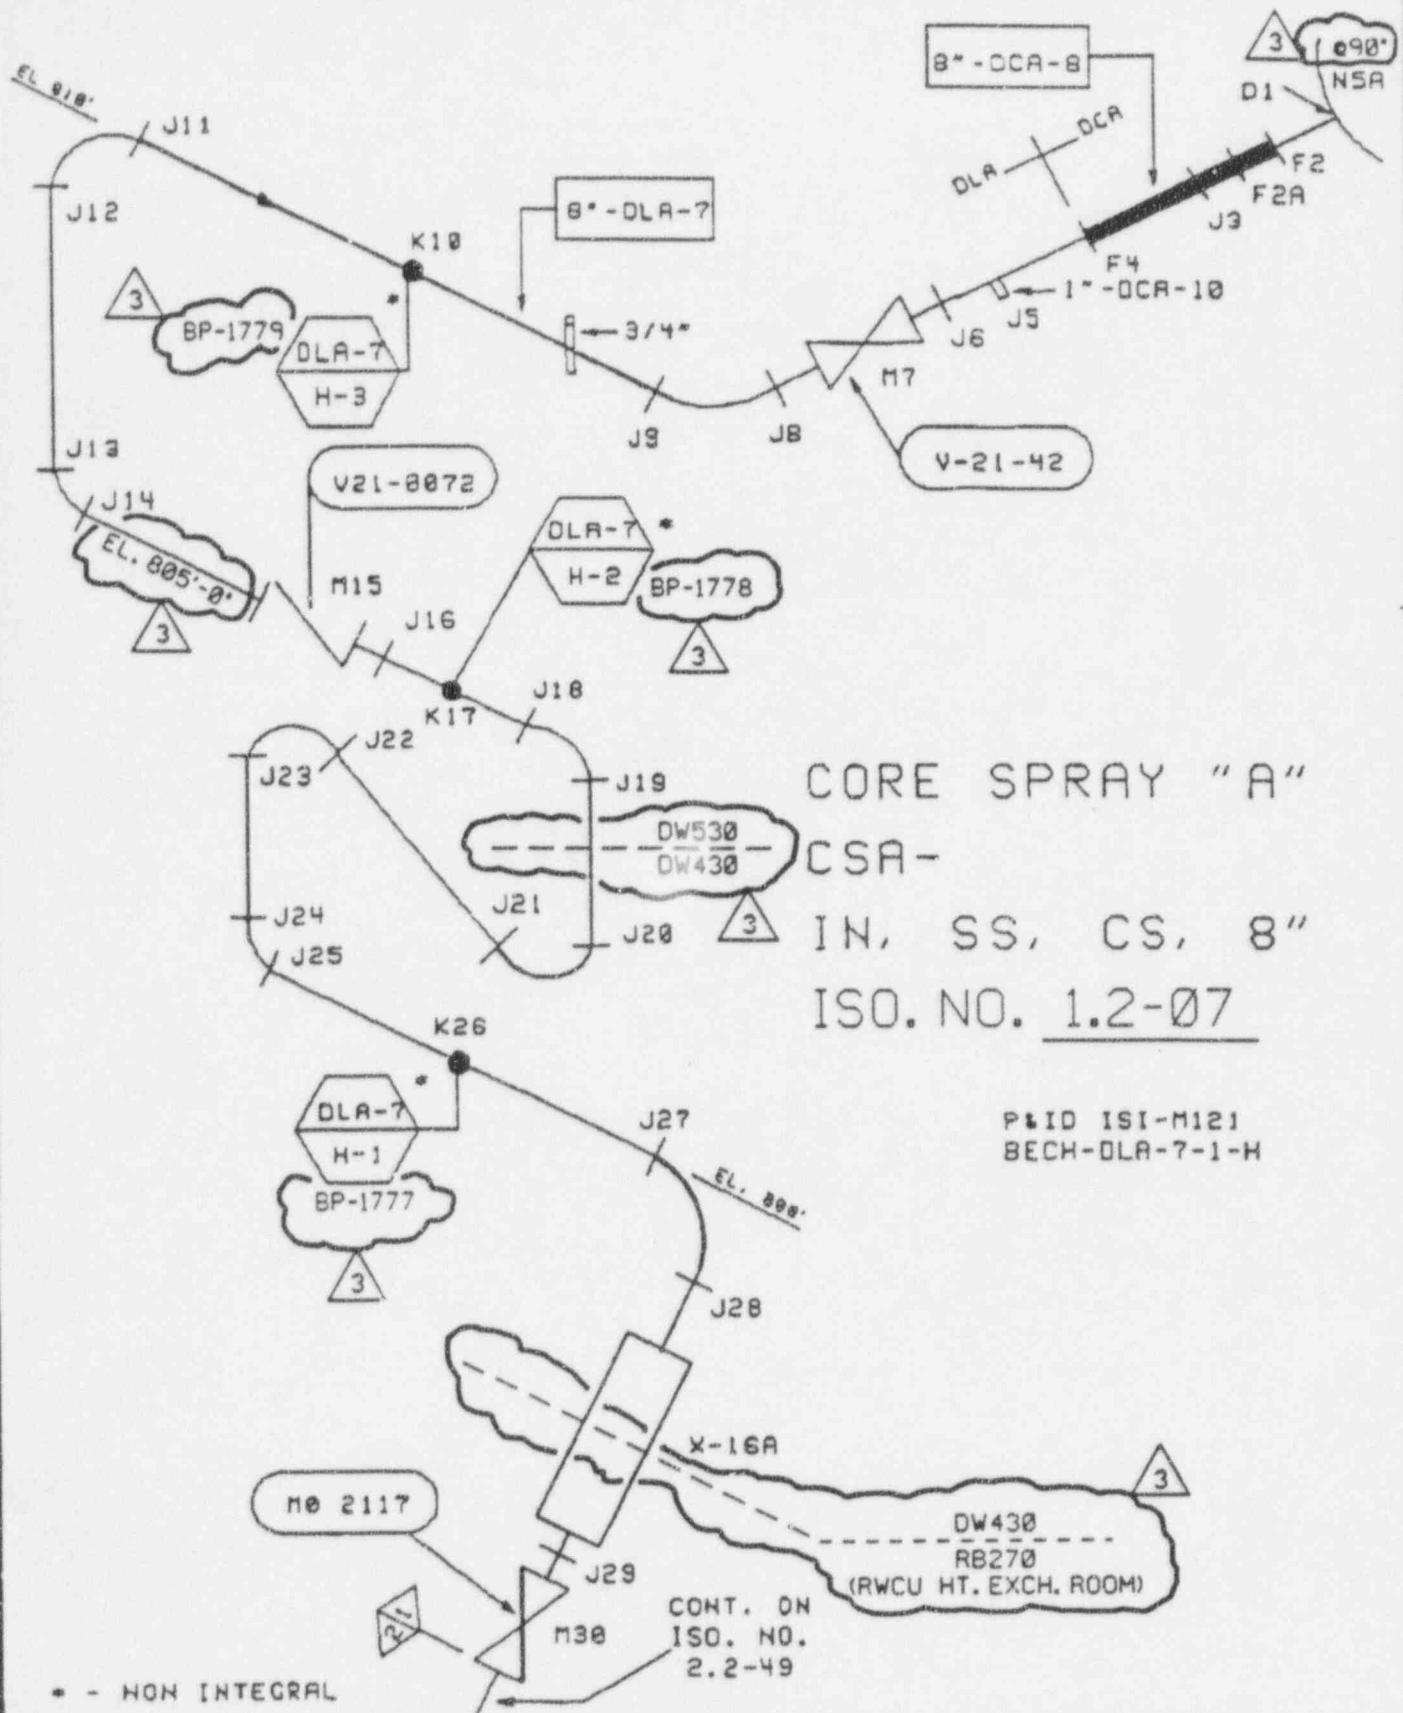 EL. 810'
J11
J12
K10
8"-DLA-7
8"-DCA-8
3
@90°
N5A
D1
DCA
DLA
F2
F2A
J3
F4
1"-DCA-10
J5
J6
M7
3
BP-1779
DLA-7
H-3
*
3/4"
J9
J8
V-21-42
J13
J14
EL. 805'-0"
3
V21-0072
M15
J16
DLA-7 *
H-2
BP-1778
3
K17
J18
J19
J22
J23
DW530
DW430
3
J21
J20
J24
J25
CORE SPRAY "A"
CSA-
IN, SS, CS, 8"
ISO. NO. 1.2-07
P&ID ISI-M121
BECH-DLA-7-1-H
K26
*
DLA-7
H-1
BP-1777
3
J27
EL. 800'
J28
X-16A
3
DW430
RB270
(RWCU HT. EXCH. ROOM)
MO 2117
J29
2/1
M30
CONT. ON
ISO. NO.
2.2-49
* - NON INTEGRAL